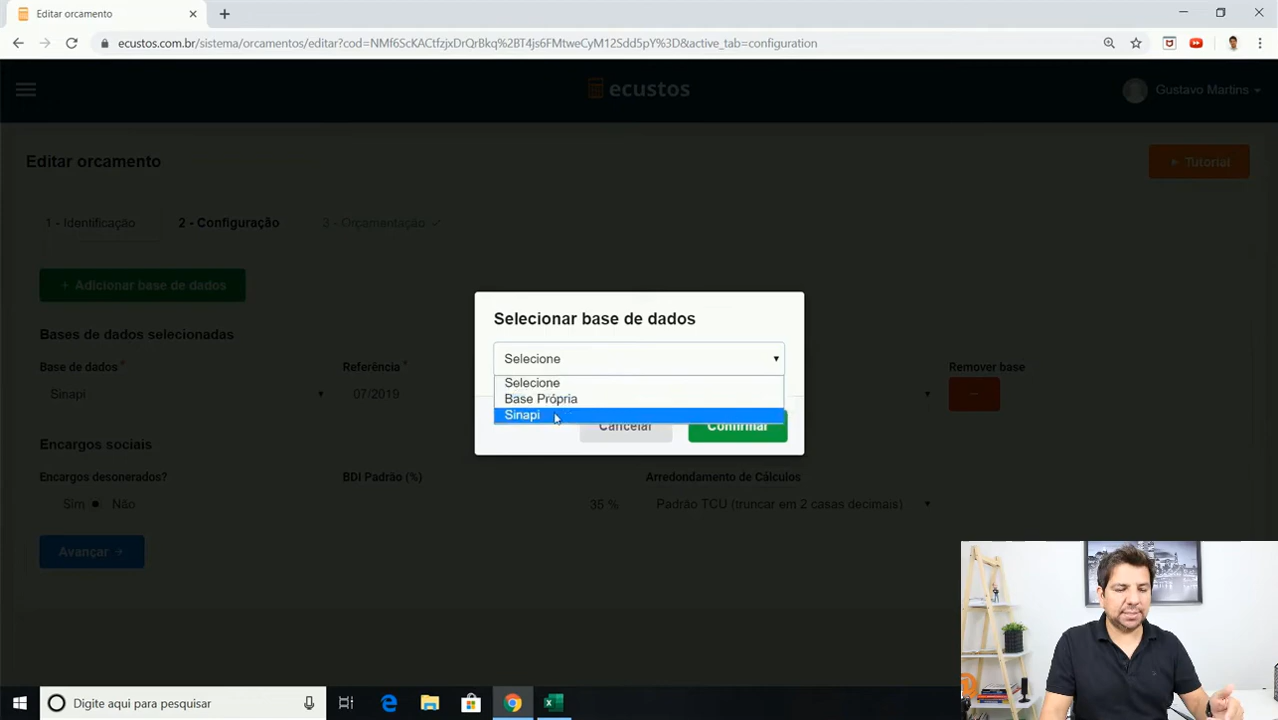 Editar orcamento
ecustos.com.br/sistema/orcamentos/editar?cod=NMf6ScKACtfzjxDrQrBkq%2BT4js6FMtweCyM12Sdd5pY%3D&active_tab=configuration
ecustos
Gustavo Martins
Editar orcamento
Tutorial
1 - Identificação
2 - Configuração
3 - Orçamentação
+ Adicionar base de dados
Selecionar base de dados
Bases de dados selecionadas
Selecione
Base de dados *
Referência *
Remover base
Selecione
Sinapi
07/2019
Base Própria
Sinapi
Cancelar
Confirmar
Encargos sociais
Encargos desonerados?
BDI Padrão (%)
Arredondamento de Cálculos
Sim
Não
35 %
Padrão TCU (truncar em 2 casas decimais)
Avançar
Digite aqui para pesquisar